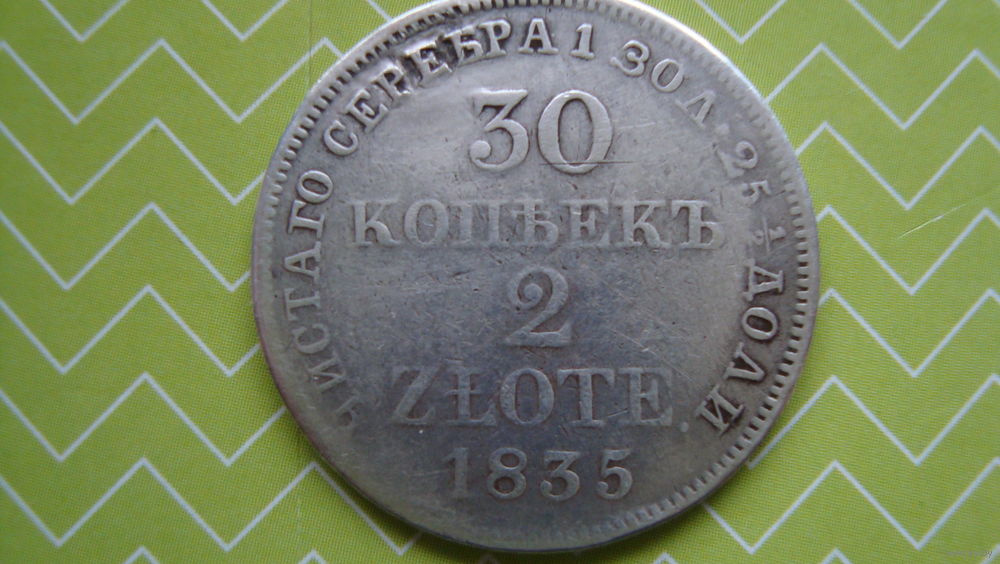 ЧИСТАГО СЕРЕБРА 1 ЗОЛ. 25 1/2 ДОЛИ
30
КОПѢЕКЪ
2
ZŁOTE.
1835